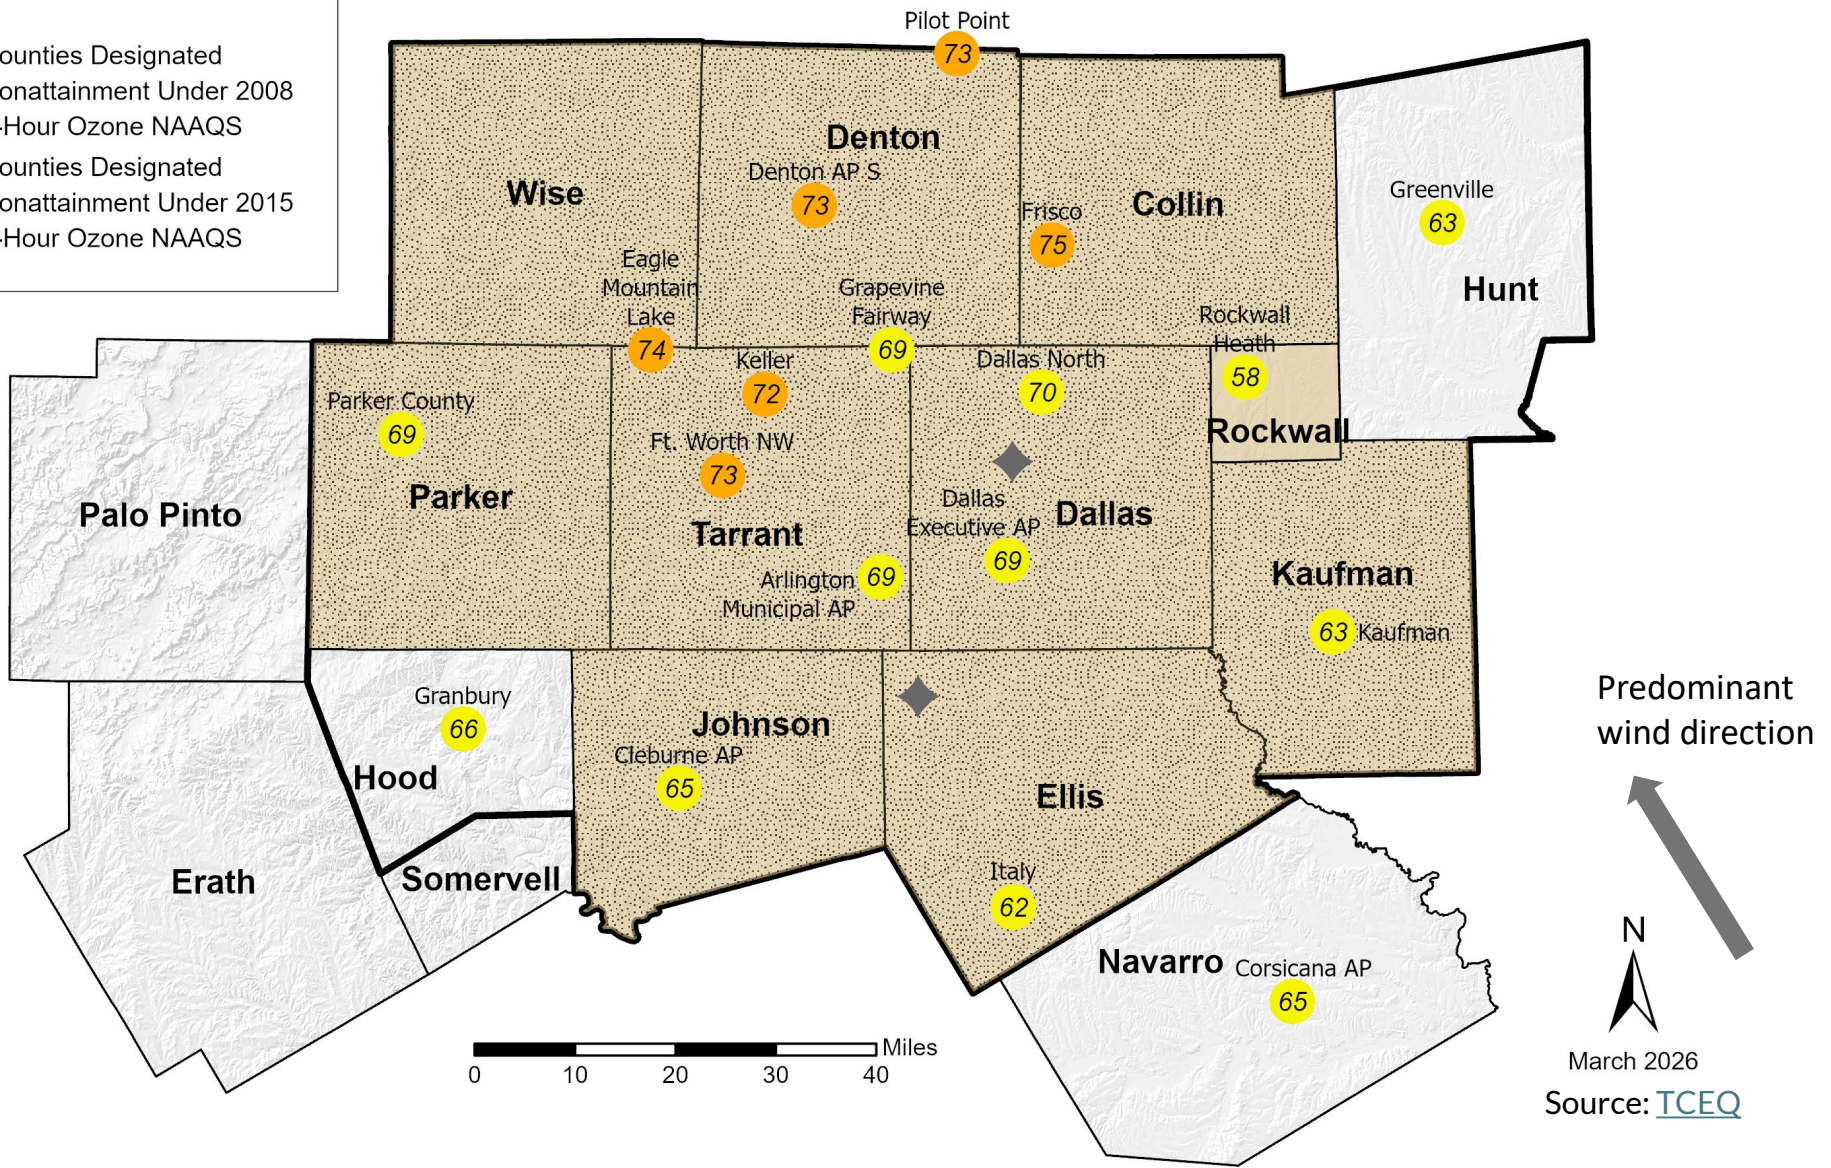 ounties Designated
onattainment Under 2008
-Hour Ozone NAAQS
ounties Designated
onattainment Under 2015
-Hour Ozone NAAQS
Pilot Point
73
Denton
Denton AP S
73
Wise
Frisco
75
Collin
Greenville
63
Hunt
Eagle
Mountain
Lake
74
Grapevine
Fairway
69
Rockwall
Heath
58
Rockwall
Keller
72
Dallas North
70
Parker County
69
Parker
Ft. Worth NW
73
Tarrant
Palo Pinto
Dallas
Executive AP
69
Dallas
Arlington
Municipal AP
69
Kaufman
63 Kaufman
Granbury
66
Hood
Johnson
Cleburne AP
65
Ellis
Italy
62
Erath
Somervell
Navarro
Corsicana AP
65
Predominant
wind direction
N
Miles
0 10 20 30 40
March 2026
Source: TCEQ